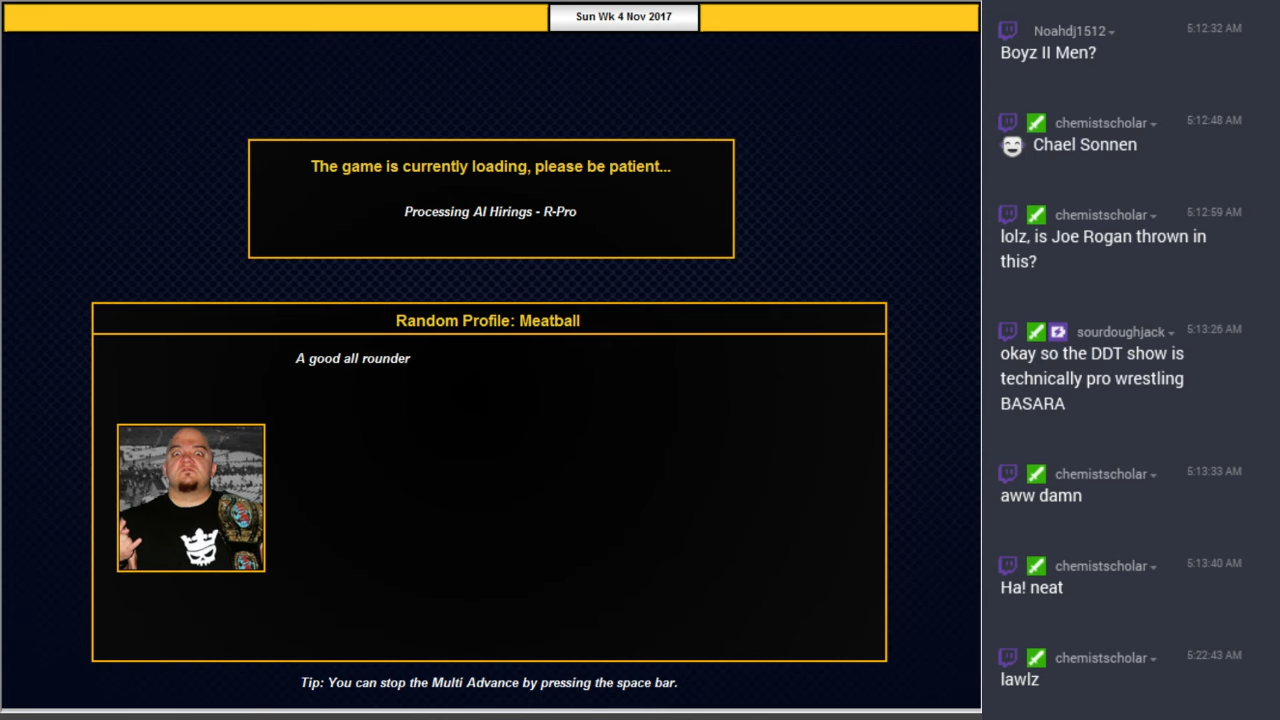 Sun Wk 4 Nov 2017
The game is currently loading, please be patient...
Processing AI Hirings - R-Pro
Random Profile: Meatball
A good all rounder
Tip: You can stop the Multi Advance by pressing the space bar.
Noahdj1512 5:12:32 AM
Boyz II Men?
chemistscholar 5:12:48 AM
Chael Sonnen
chemistscholar 5:12:59 AM
lolz, is Joe Rogan thrown in
this?
sourdoughjack 5:13:26 AM
okay so the DDT show is
technically pro wrestling
BASARA
chemistscholar 5:13:33 AM
aww damn
chemistscholar 5:13:40 AM
Ha! neat
chemistscholar 5:22:43 AM
lawlz